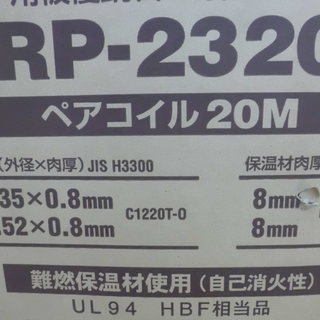 RP-2320
ペアコイル 20M
(外径×肉厚) JIS H3300 保温材肉厚
35×0.8mm 8mm
C1220T-O
.52×0.8mm 8mm
難燃保温材使用（自己消火性）
UL94 HBF相当品